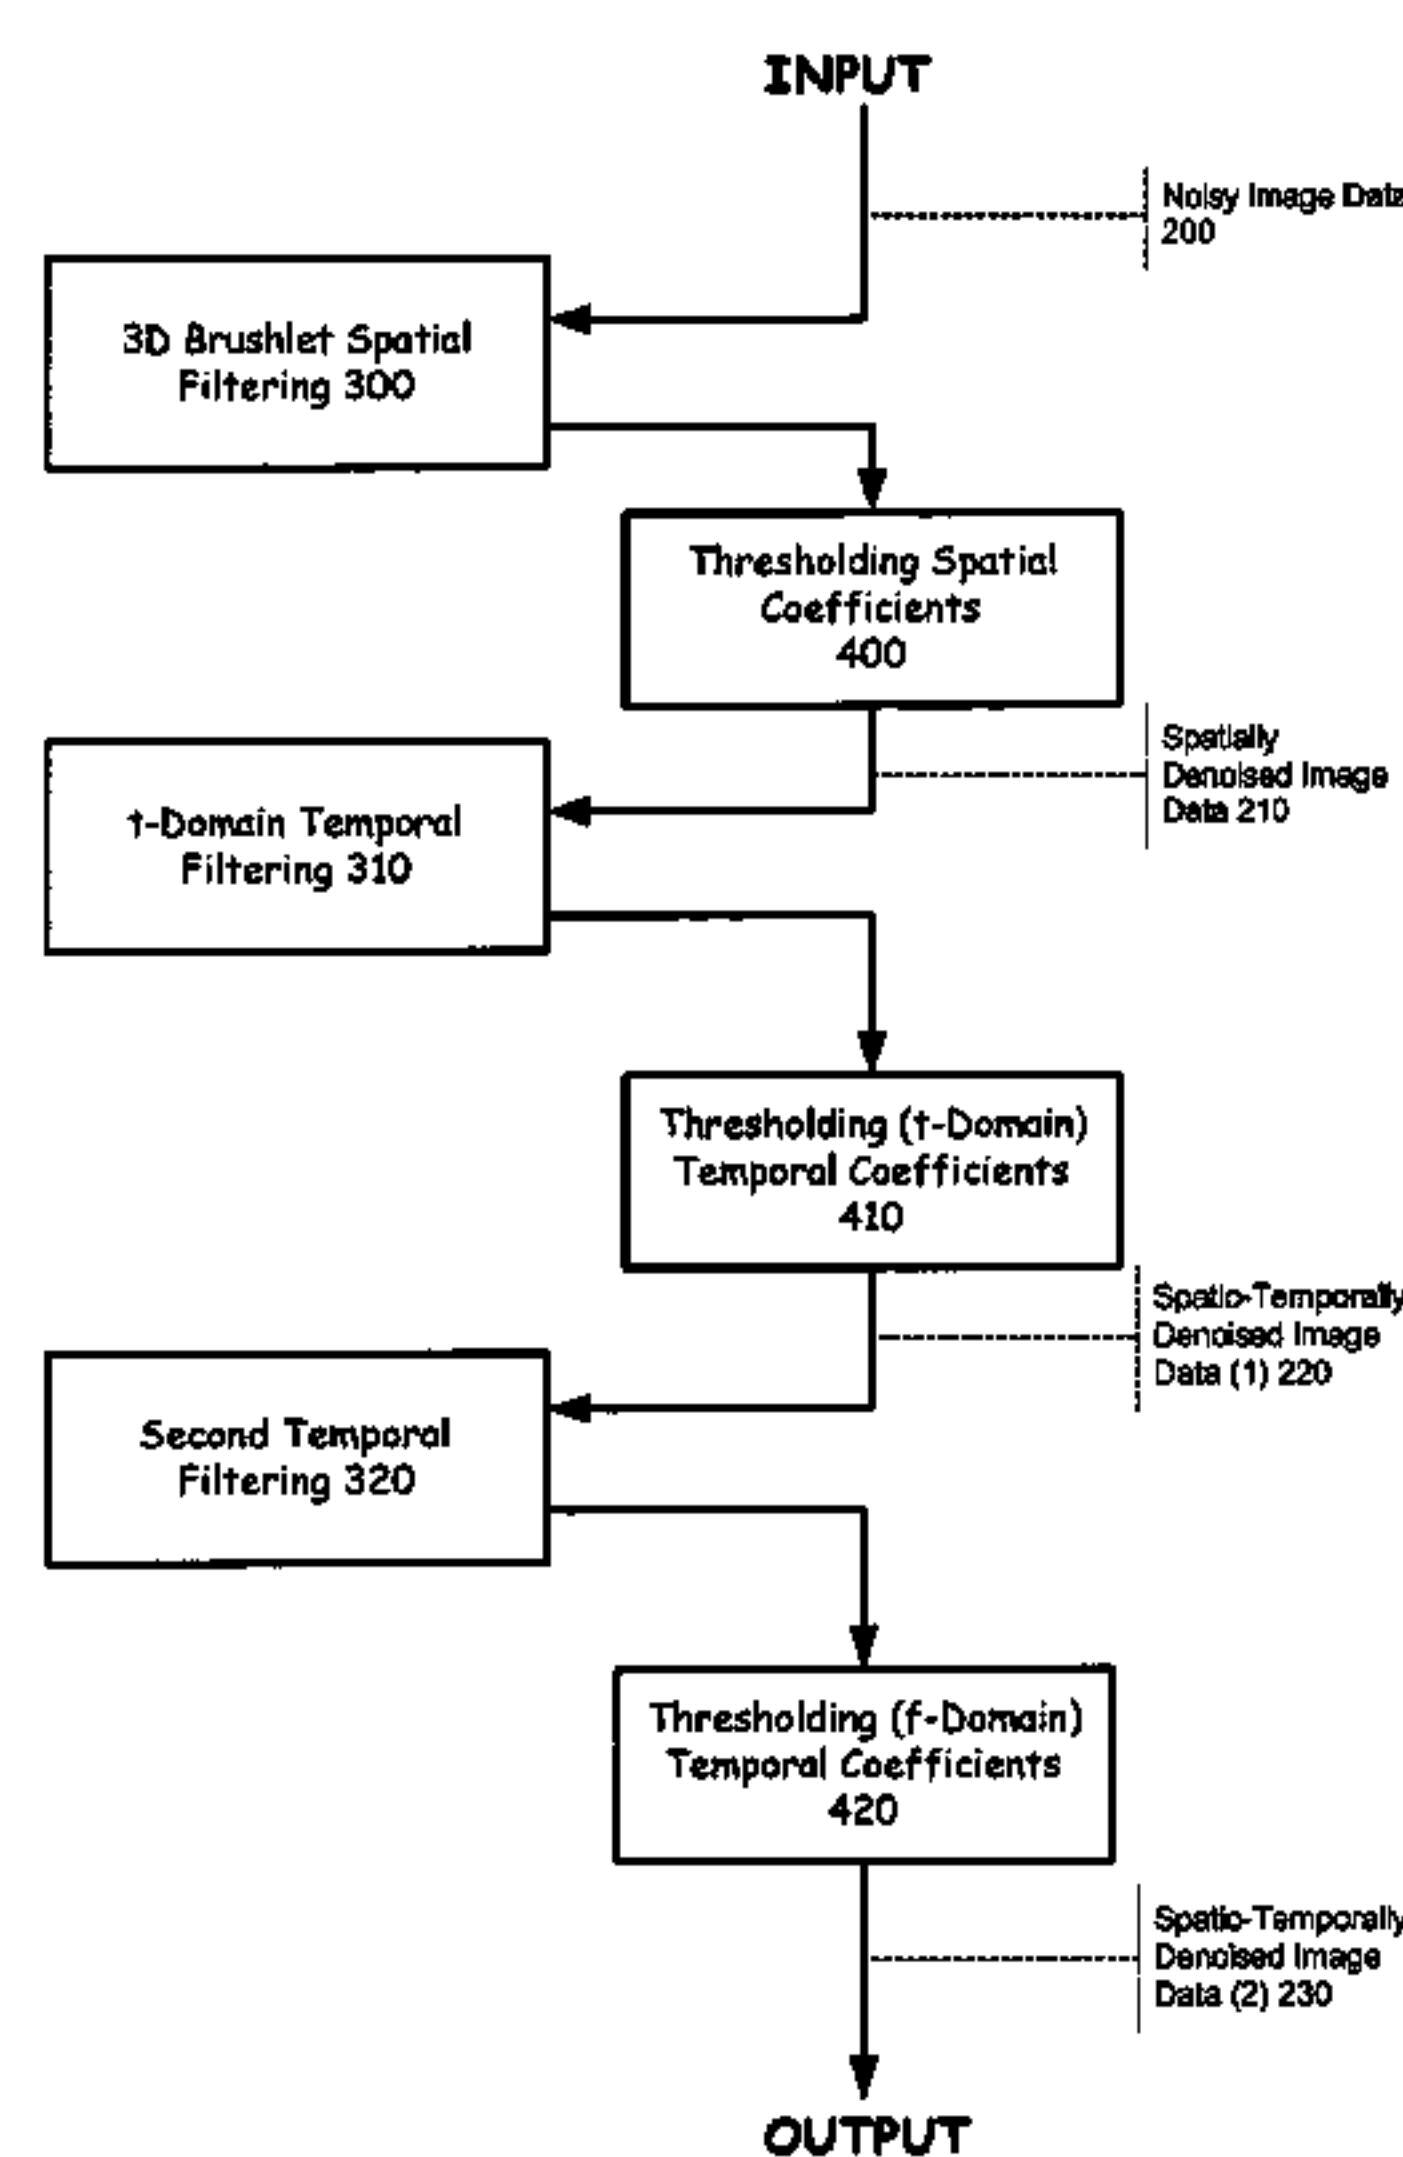 INPUT
Noisy Image Data
200
3D Brushlet Spatial
Filtering 300
Thresholding Spatial
Coefficients
400
Spatially
Denoised Image
Data 210
t-Domain Temporal
Filtering 310
Thresholding (t-Domain)
Temporal Coefficients
410
Spatio-Temporally
Denoised Image
Data (1) 220
Second Temporal
Filtering 320
Thresholding (f-Domain)
Temporal Coefficients
420
Spatio-Temporally
Denoised Image
Data (2) 230
OUTPUT